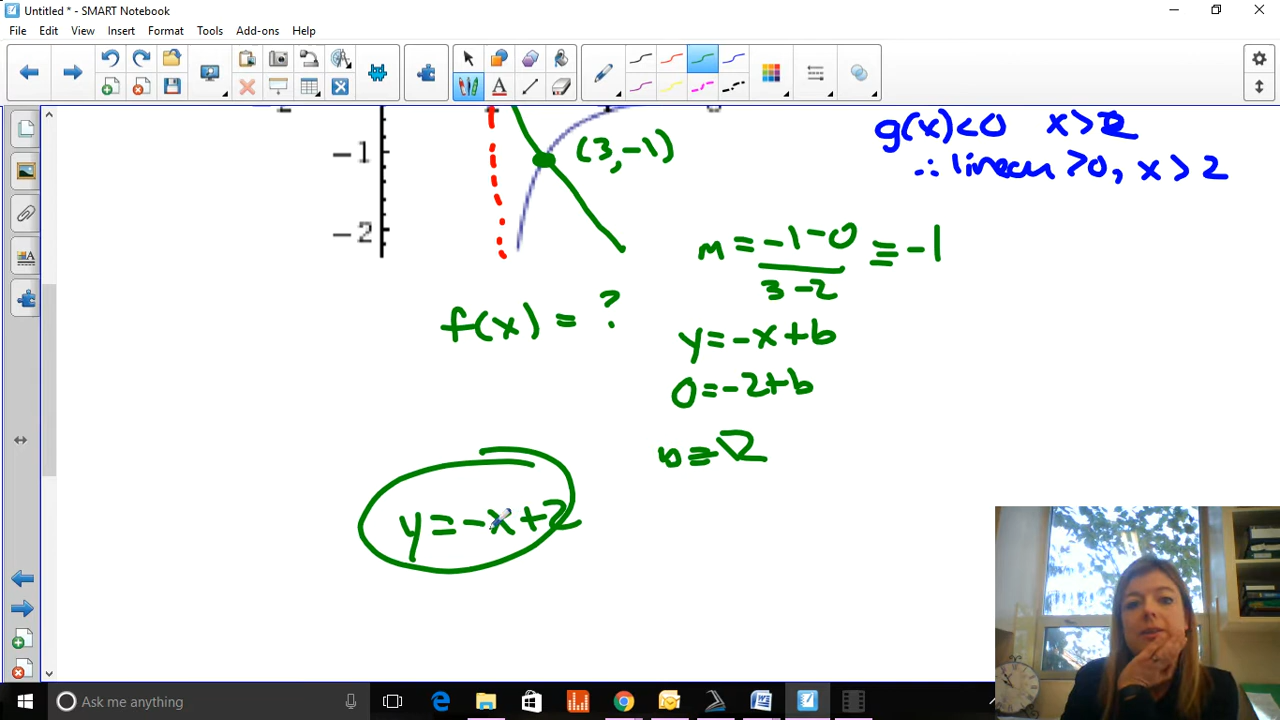 Untitled * - SMART Notebook
File Edit View Insert Format Tools Add-ons Help
g(x)<0 x>2
∴ linear >0, x>2
-1
(3,-1)
-2
m = -1-0 / 3-2 = -1
f(x) = ?
y=-x+b
0=-2+b
b=2
y=-x+2
Ask me anything